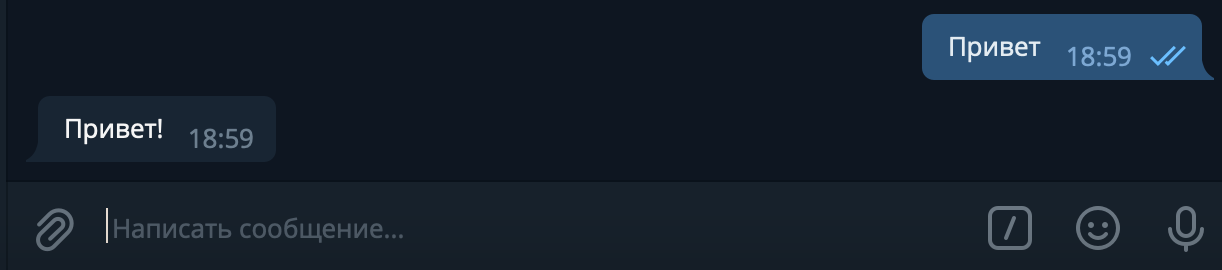 Привет 18:59
Привет! 18:59
Написать сообщение...